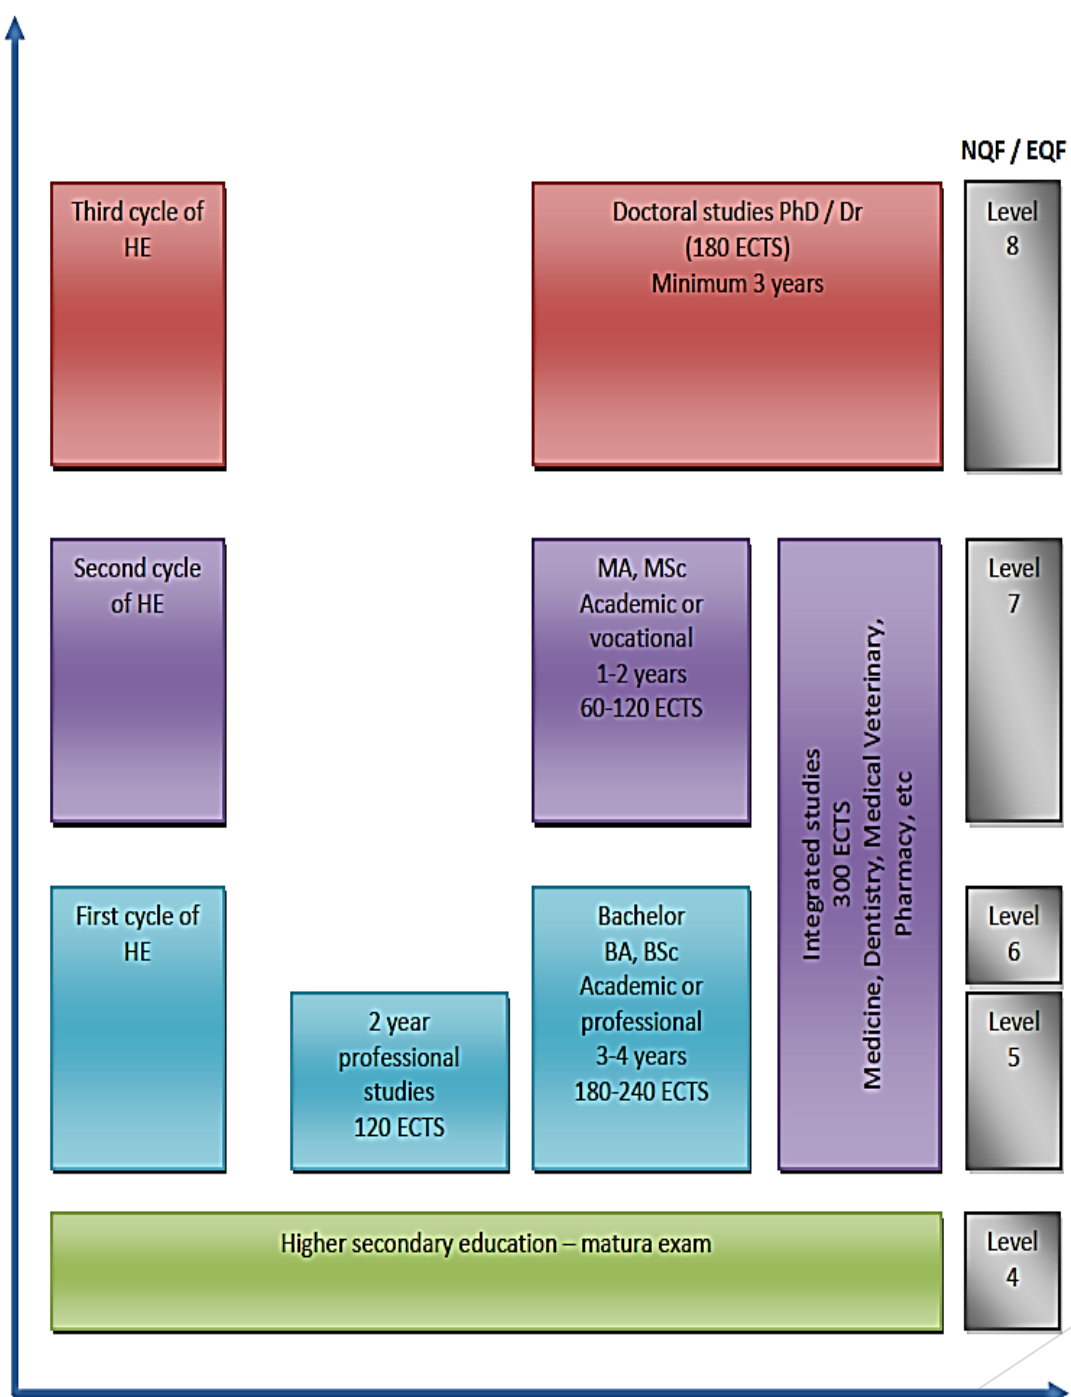 NQF / EQF
Third cycle of
HE
Doctoral studies PhD / Dr
(180 ECTS)
Minimum 3 years
Level
8
Second cycle
of HE
MA, MSc
Academic or
vocational
1-2 years
60-120 ECTS
Integrated studies
300 ECTS
Medicine, Dentistry, Medical Veterinary,
Pharmacy, etc
Level
7
First cycle of
HE
2 year
professional
studies
120 ECTS
Bachelor
BA, BSc
Academic or
professional
3-4 years
180-240 ECTS
Level
6
Level
5
Higher secondary education – matura exam
Level
4